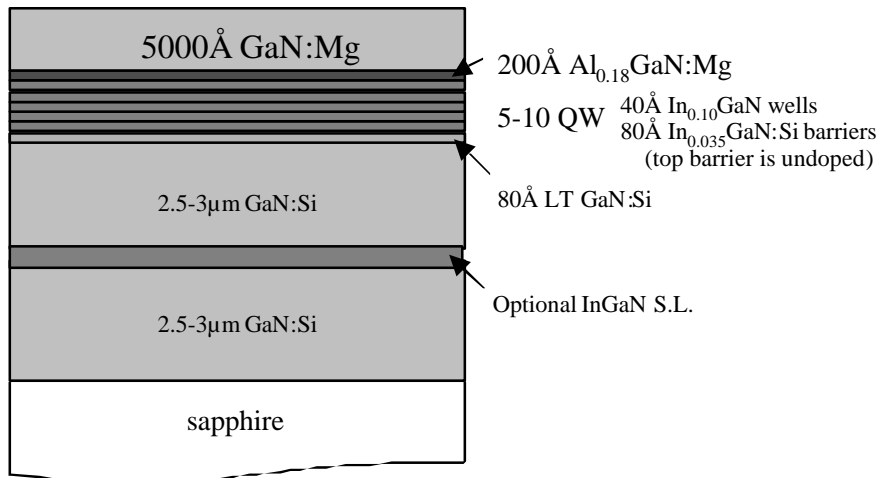 5000Å GaN:Mg
200Å Al0.18GaN:Mg
5-10 QW
40Å In0.10GaN wells
80Å In0.035GaN:Si barriers
(top barrier is undoped)
80Å LT GaN:Si
2.5-3µm GaN:Si
Optional InGaN S.L.
2.5-3µm GaN:Si
sapphire